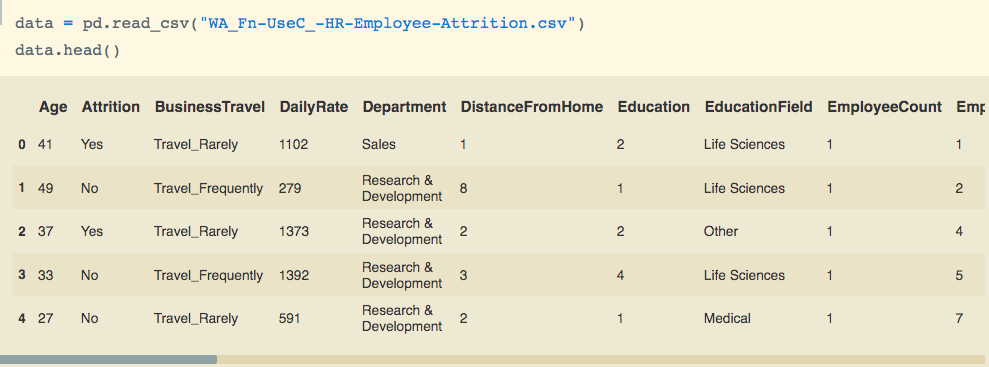 data = pd.read_csv("WA_Fn-UseC_-HR-Employee-Attrition.csv")
data.head()
Age Attrition BusinessTravel DailyRate Department DistanceFromHome Education EducationField EmployeeCount Emp
0 41 Yes Travel_Rarely 1102 Sales 1 2 Life Sciences 1 1
1 49 No Travel_Frequently 279 Research & Development 8 1 Life Sciences 1 2
2 37 Yes Travel_Rarely 1373 Research & Development 2 2 Other 1 4
3 33 No Travel_Frequently 1392 Research & Development 3 4 Life Sciences 1 5
4 27 No Travel_Rarely 591 Research & Development 2 1 Medical 1 7